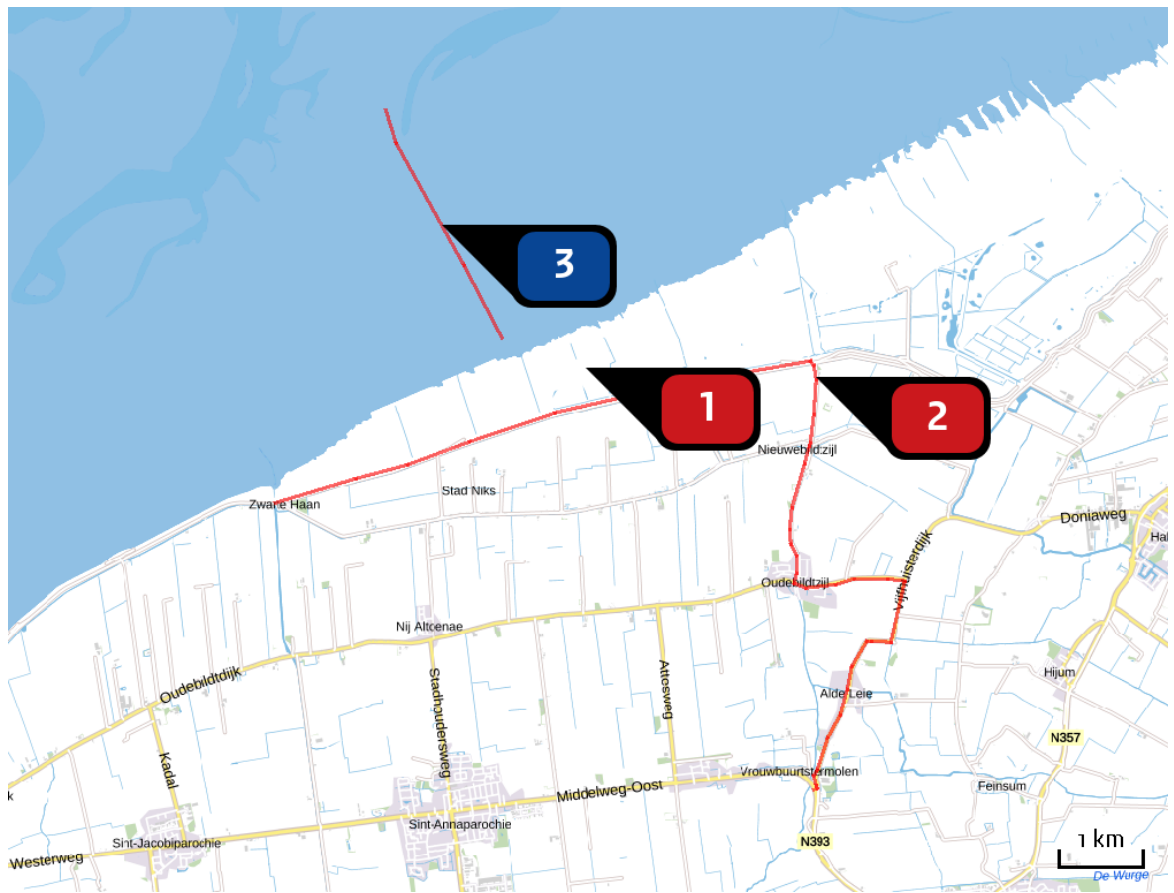 3
1
2
Nieuwebildtzijl
Stad Niks
Zwarte Haan
Doniaweg
Hal
Vijfhuisterdijk
Oudebildtzijl
Nij Altoenae
Oudebildtdijk
Stadhoudersweg
Attesweg
Alde Leie
Hijum
N357
Kadal
Vrouwbuurtstermolen
Middelweg-Oost
Feinsum
k
Sint-Annaparochie
Sint-Jacobiparochie
N393
Westerweg
1 km
De Wurge